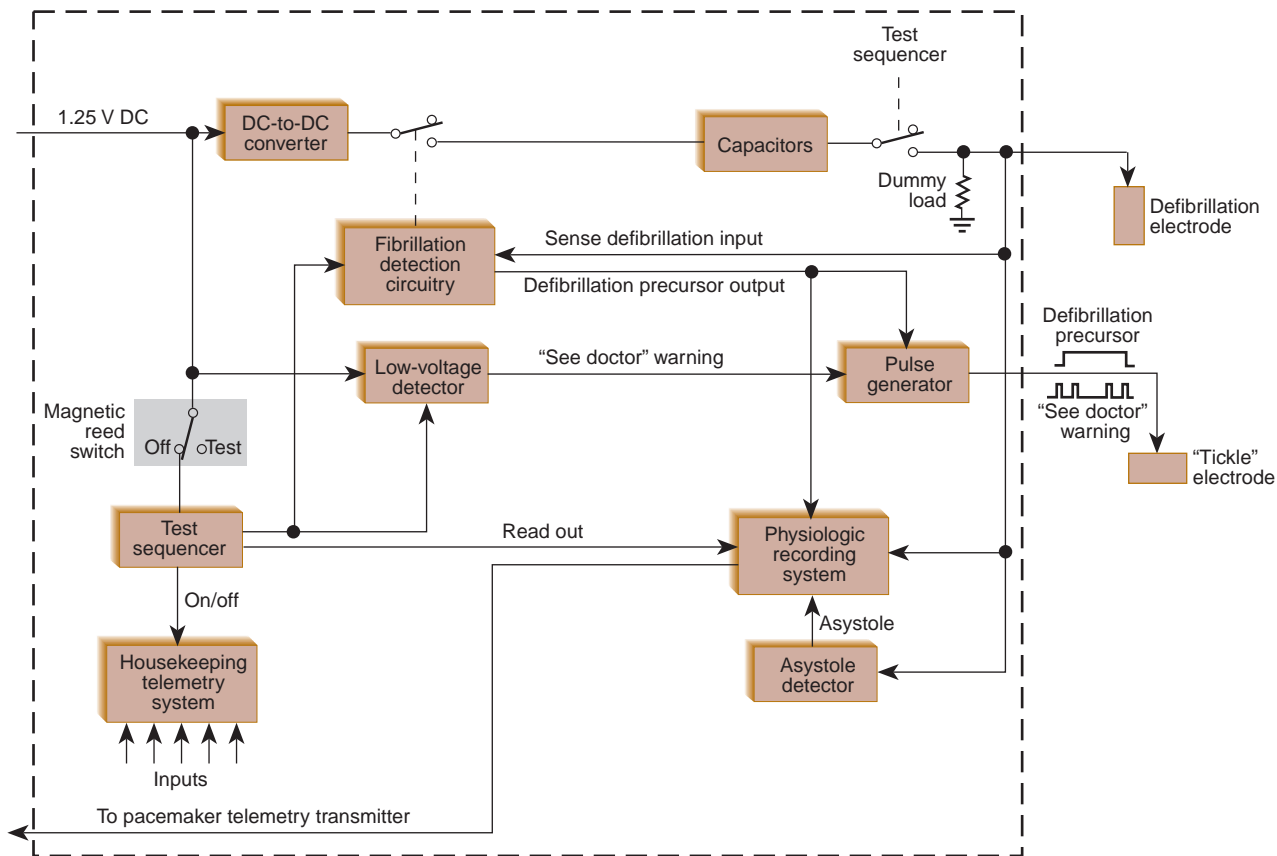 Test
sequencer
1.25 V DC
DC-to-DC
converter
Capacitors
Dummy
load
Defibrillation
electrode
Fibrillation
detection
circuitry
Sense defibrillation input
Defibrillation precursor output
Defibrillation
precursor
“See doctor” warning
Low-voltage
detector
Pulse
generator
“See doctor”
warning
Magnetic
reed
switch
Off
Test
“Tickle”
electrode
Test
sequencer
Read out
Physiologic
recording
system
On/off
Asystole
Housekeeping
telemetry
system
Asystole
detector
Inputs
To pacemaker telemetry transmitter